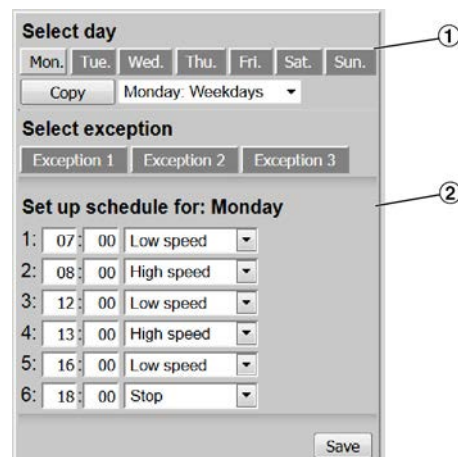 Select day
Mon. Tue. Wed. Thu. Fri. Sat. Sun.
Copy Monday: Weekdays
Select exception
Exception 1 Exception 2 Exception 3
Set up schedule for: Monday
1: 07: 00 Low speed
2: 08: 00 High speed
3: 12: 00 Low speed
4: 13: 00 High speed
5: 16: 00 Low speed
6: 18: 00 Stop
Save
1
2